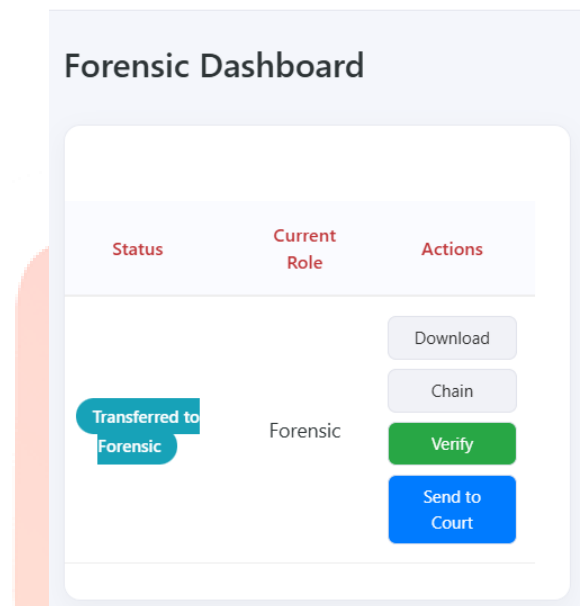 Forensic Dashboard
Status
Current
Role
Actions
Transferred to
Forensic
Forensic
Download
Chain
Verify
Send to
Court